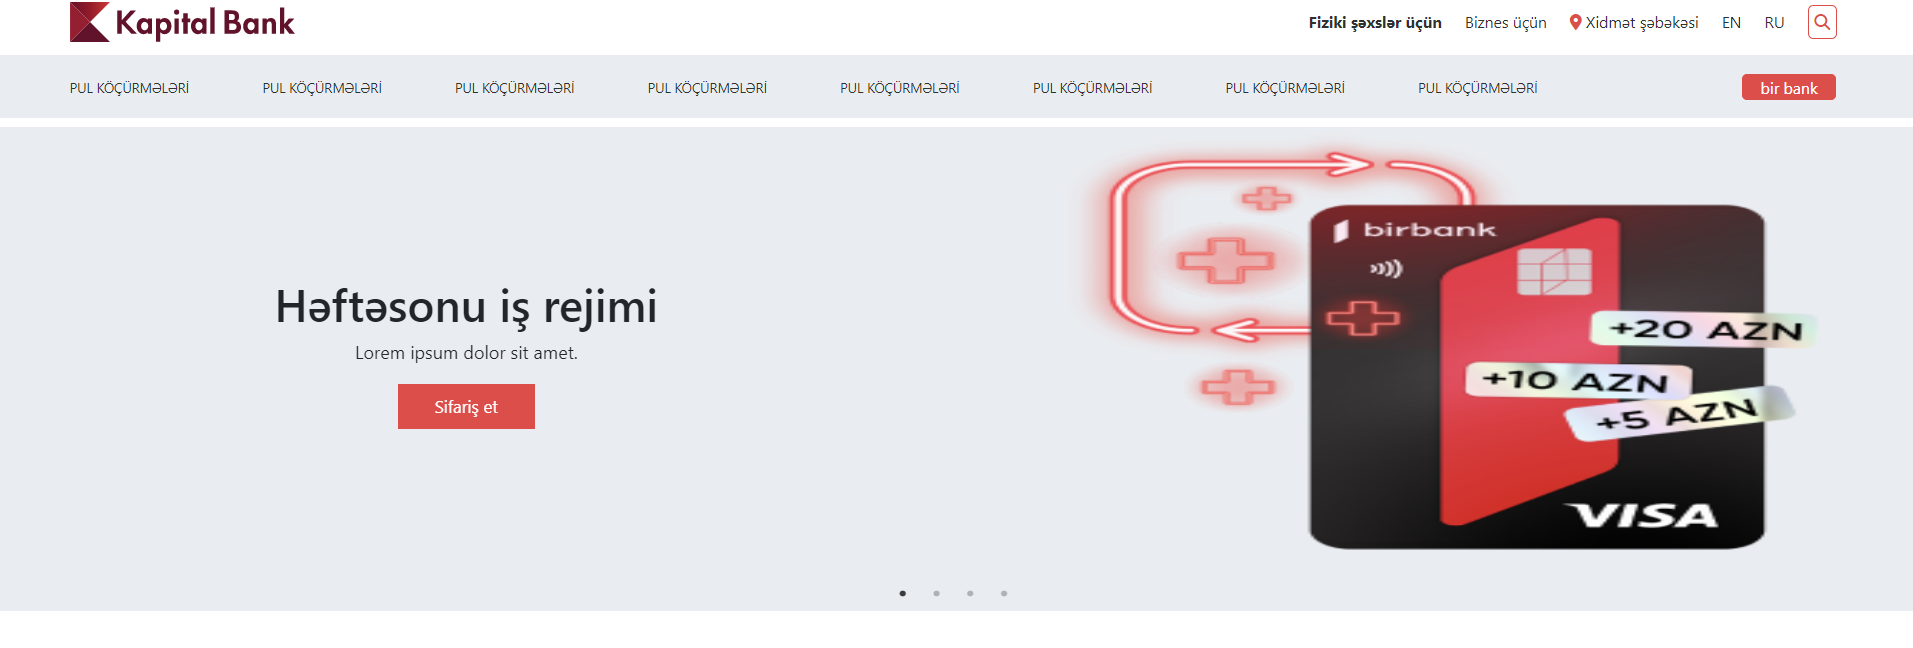 Kapital Bank
Fiziki şəxslər üçün Biznes üçün Xidmət şəbəkəsi EN RU
PUL KÖÇÜRMƏLƏRİ PUL KÖÇÜRMƏLƏRİ PUL KÖÇÜRMƏLƏRİ PUL KÖÇÜRMƏLƏRİ PUL KÖÇÜRMƏLƏRİ PUL KÖÇÜRMƏLƏRİ PUL KÖÇÜRMƏLƏRİ PUL KÖÇÜRMƏLƏRİ bir bank
Həftəsonu iş rejimi
Lorem ipsum dolor sit amet.
Sifariş et
birbank
+20 AZN
+10 AZN
+5 AZN
VISA